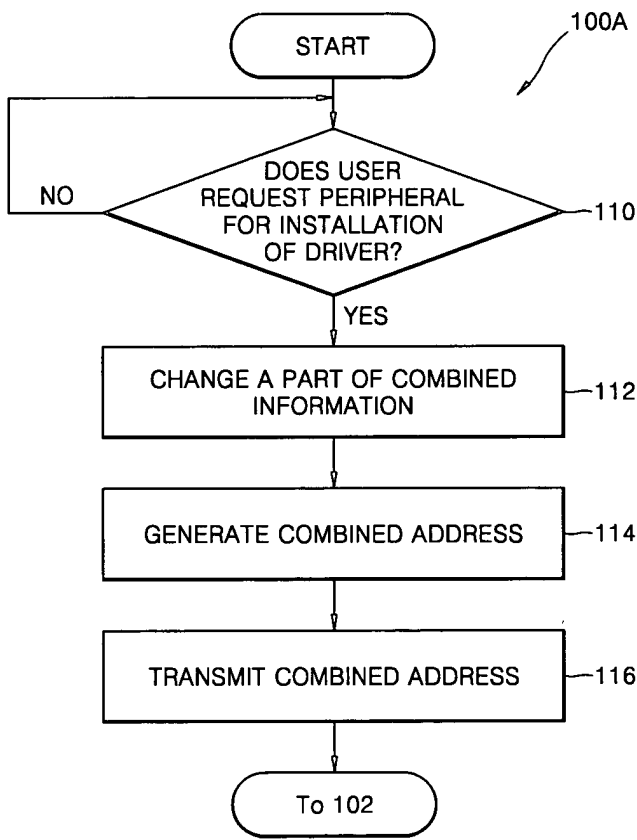 100A
START
DOES USER
REQUEST PERIPHERAL
FOR INSTALLATION
OF DRIVER?
NO
110
YES
CHANGE A PART OF COMBINED
INFORMATION
112
GENERATE COMBINED ADDRESS
114
TRANSMIT COMBINED ADDRESS
116
To 102